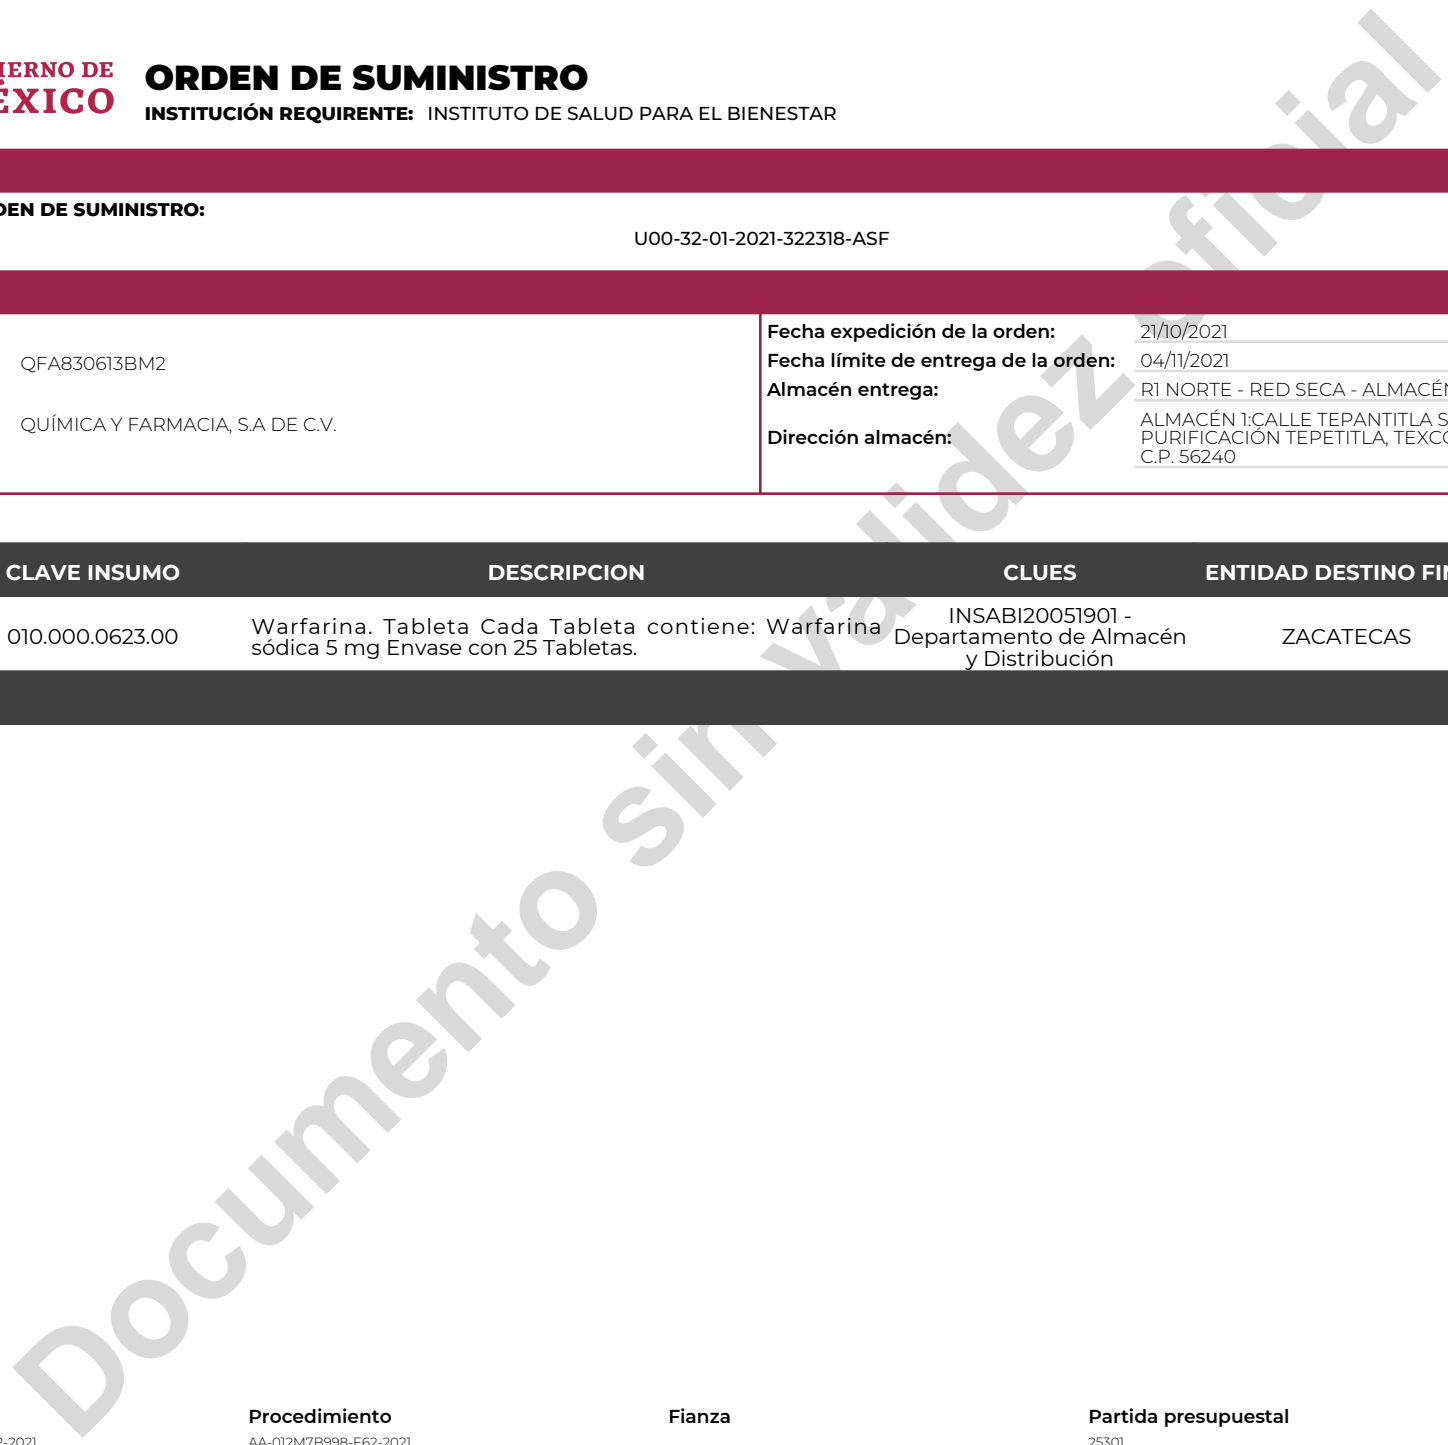 IERNO DE
ÉXICO
ORDEN DE SUMINISTRO
INSTITUCIÓN REQUIRENTE: INSTITUTO DE SALUD PARA EL BIENESTAR
DEN DE SUMINISTRO:
U00-32-01-2021-322318-ASF
QFA830613BM2
QUÍMICA Y FARMACIA, S.A DE C.V.
Fecha expedición de la orden: 21/10/2021
Fecha límite de entrega de la orden: 04/11/2021
Almacén entrega: R1 NORTE - RED SECA - ALMACÉN
Dirección almacén: ALMACÉN 1:CALLE TEPANTITLA S
PURIFICACIÓN TEPETITLA, TEXCO
C.P. 56240
CLAVE INSUMO DESCRIPCION CLUES ENTIDAD DESTINO FIN
010.000.0623.00
Warfarina. Tableta Cada Tableta contiene: Warfarina
sódica 5 mg Envase con 25 Tabletas.
INSABI20051901 -
Departamento de Almacén
y Distribución
ZACATECAS
Documento sin validez oficial
Procedimiento Fianza Partida presupuestal
2-2021 AA-012M7B998-E62-2021 25301